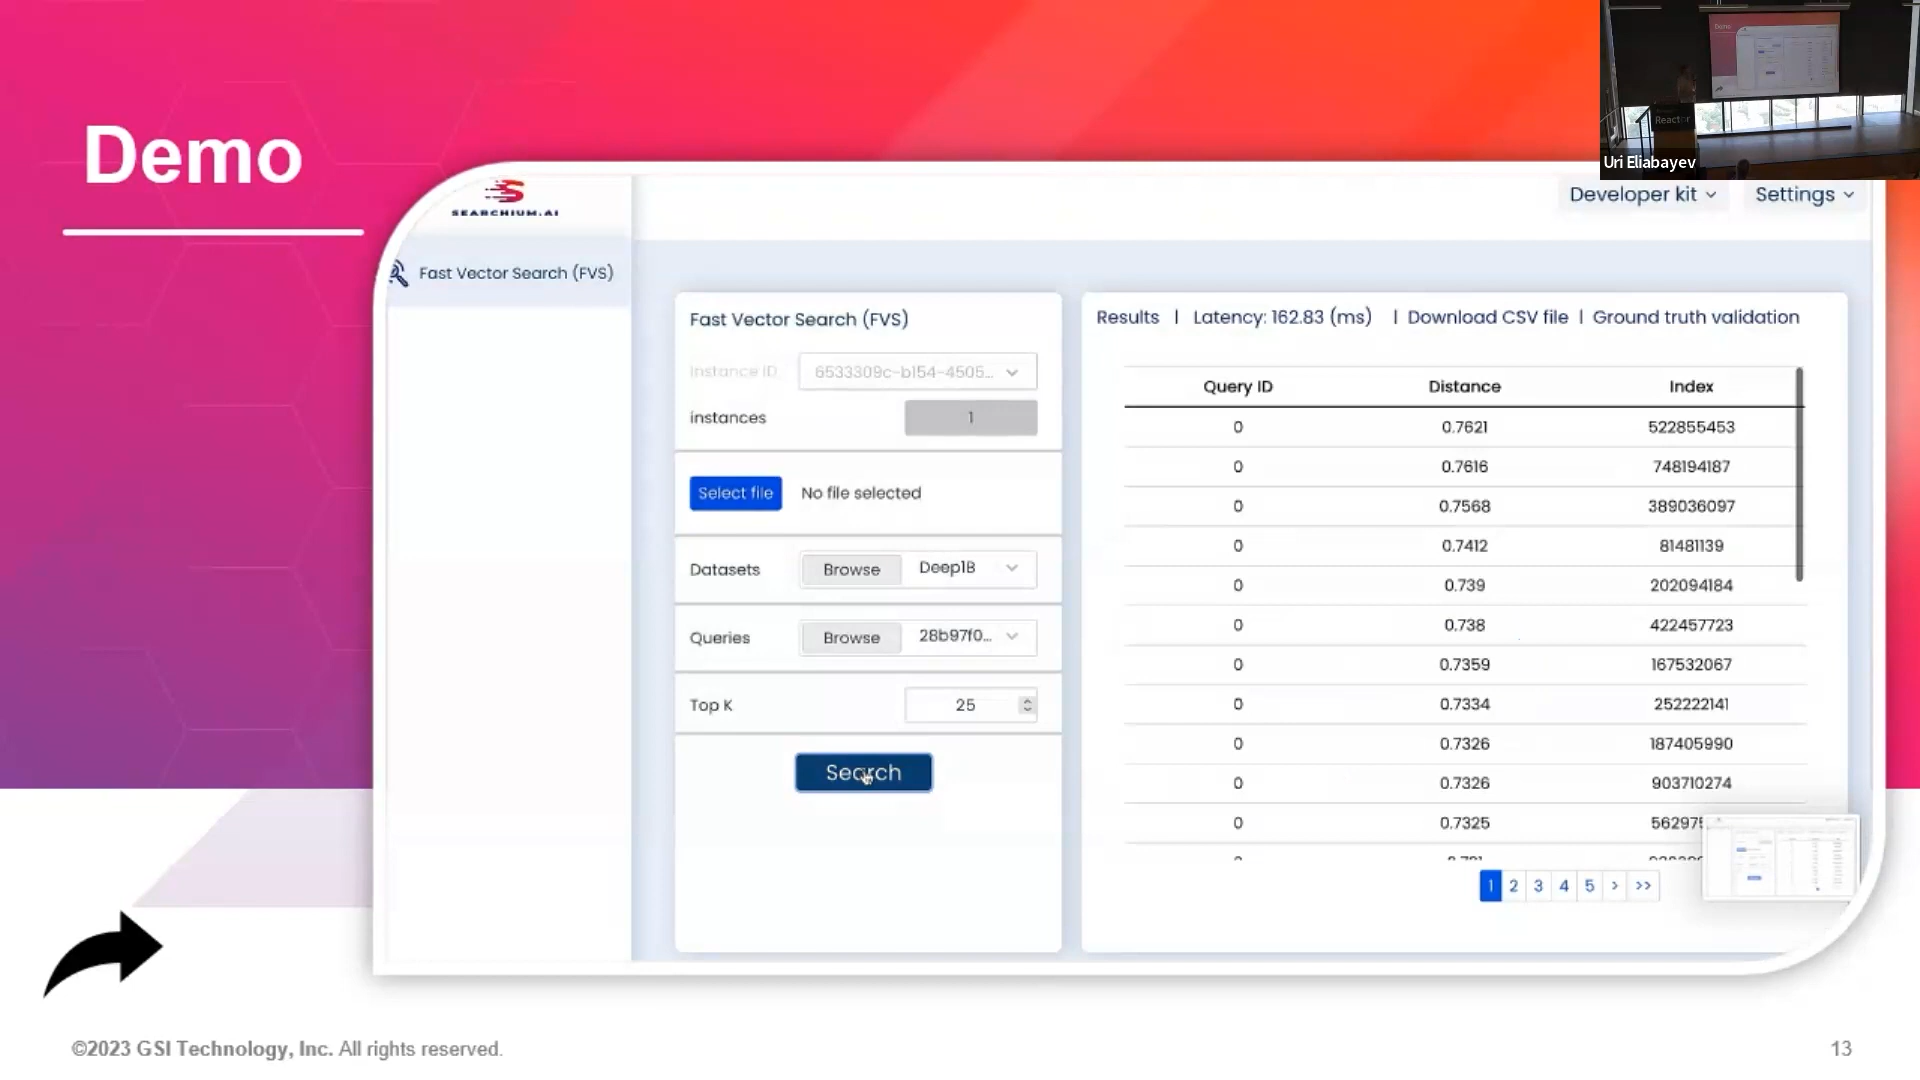 Demo
Reactor
Uri Eliabayev
SEARCHIUM.AI
Developer kit
Settings
Fast Vector Search (FVS)
Fast Vector Search (FVS)
Instance ID
6533309c-b154-4505...
instances
1
Select file
No file selected
Datasets
Browse
Deep1B
Queries
Browse
28b97f0...
Top K
25
Search
Results | Latency: 162.83 (ms) | Download CSV file | Ground truth validation
Query ID Distance Index
0 0.7621 522855453
0 0.7616 748194187
0 0.7568 389036097
0 0.7412 81481139
0 0.739 202094184
0 0.738 422457723
0 0.7359 167532067
0 0.7334 252222141
0 0.7326 187405990
0 0.7326 903710274
0 0.7325
1 2 3 4 5 > >>
©2023 GSI Technology, Inc. All rights reserved.
13